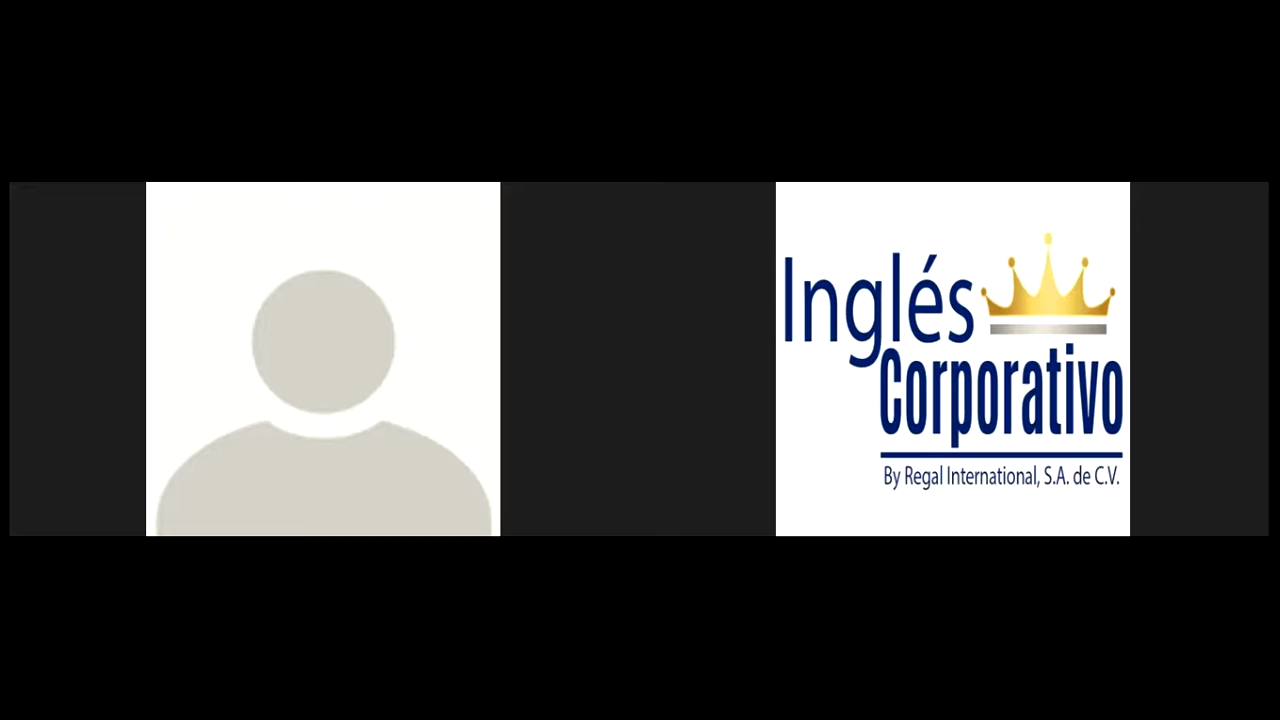 Inglés
Corporativo
By Regal International, S.A. de C.V.